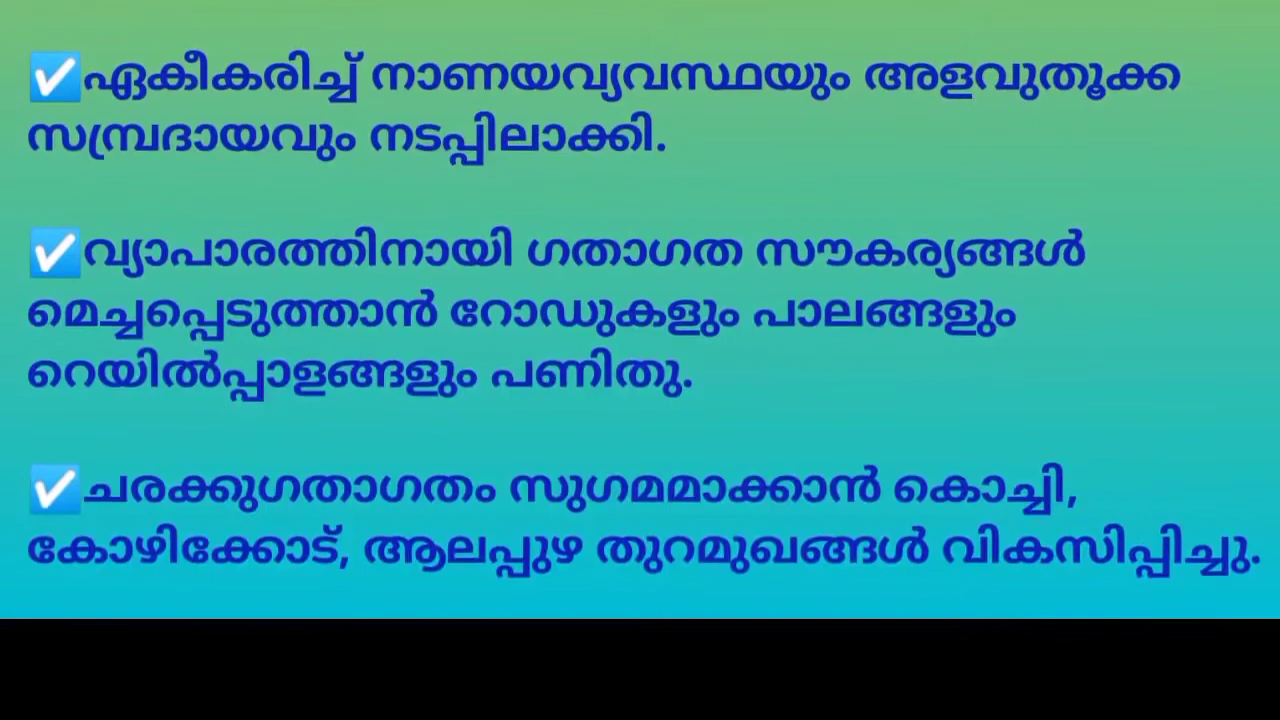 ☑ഏകീകരിച്ച് നാണയവ്യവസ്ഥയും അളവുതൂക്ക
സമ്പ്രദായവും നടപ്പിലാക്കി.
☑വ്യാപാരത്തിനായി ഗതാഗത സൗകര്യങ്ങൾ
മെച്ചപ്പെടുത്താൻ റോഡുകളും പാലങ്ങളും
റെയിൽപ്പാളങ്ങളും പണിതു.
☑ചരക്കുഗതാഗതം സുഗമമാക്കാൻ കൊച്ചി,
കോഴിക്കോട്, ആലപ്പുഴ തുറമുഖങ്ങൾ വികസിപ്പിച്ചു.